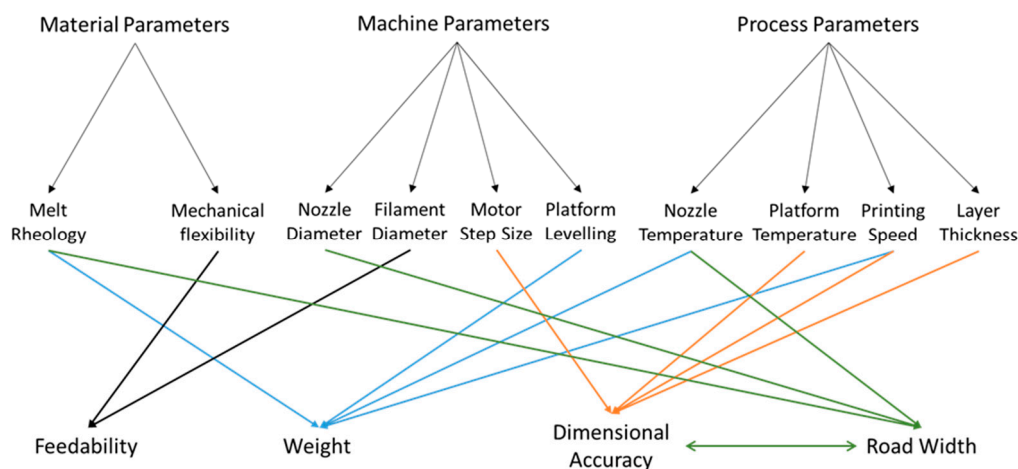 Material Parameters
Machine Parameters
Process Parameters
Melt
Rheology
Mechanical
flexibility
Nozzle
Diameter
Filament
Diameter
Motor
Step Size
Platform
Levelling
Nozzle
Temperature
Platform
Temperature
Printing
Speed
Layer
Thickness
Feedability
Weight
Dimensional
Accuracy
Road Width